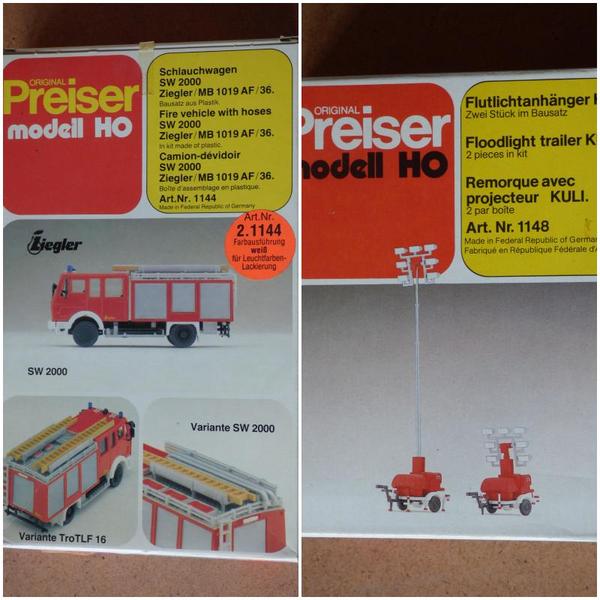 ORIGINAL
Preiser
modell HO
Schlauchwagen
SW 2000
Ziegler/MB 1019 AF/36.
Bausatz aus Plastik.
Fire vehicle with hoses
SW 2000
Ziegler/MB 1019 AF/36.
In kit made of plastic.
Camion-dévidoir
SW 2000
Ziegler/MB 1019 AF/36.
Boîte d'assemblage en plastique.
Art.Nr. 1144
Made in Federal Republic of Germany
Art.Nr.
2.1144
Farbausführung
weiß
für Leuchtfarben-
Lackierung
Ziegler
SW 2000
Variante TroTLF 16
Variante SW 2000
ORIGINAL
Preiser
modell HO
Flutlichtanhänger
Zwei Stück im Bausatz
Floodlight trailer
2 pieces in kit
Remorque avec
projecteur KULI.
2 par boîte
Art. Nr. 1148
Made in Federal Republic of
Fabriqué en République Fédérale